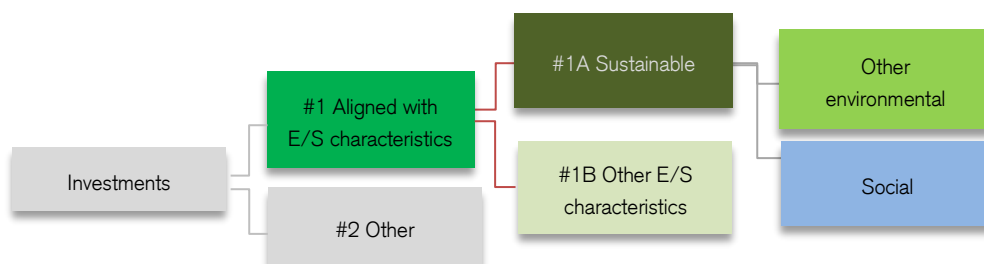 Investments
#1 Aligned with
E/S characteristics
#2 Other
#1A Sustainable
#1B Other E/S
characteristics
Other
environmental
Social